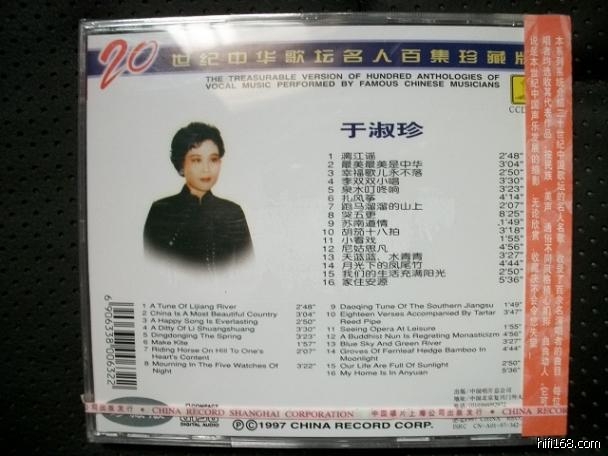 20 世纪中华歌坛名人百集珍藏版
THE TREASURABLE VERSION OF HUNDRED ANTHOLOGIES OF
VOCAL MUSIC PERFORMED BY FAMOUS CHINESE MUSICIANS
于淑珍
1 漓江谣 2'48"
2 最美最美是中华 3'04"
3 幸福歌儿永不落 2'50"
4 李双双小唱 3'30"
5 泉水叮咚响 3'23"
6 扎风筝 4'14"
7 跑马溜溜的山上 2'07"
8 哭五更 8'25"
9 苏南道情 1'49"
10 胡笳十八拍 3'18"
11 小看戏 1'55"
12 尼姑思凡 4'56"
13 天蓝蓝、水青青 3'27"
14 月光下的凤尾竹 4'44"
15 我们的生活充满阳光 2'50"
16 家住安源 5'36"
1 A Tune Of Lijiang River 2'48"
2 China Is A Most Beautiful Country 3'04"
3 A Happy Song Is Everlasting 2'50"
4 A Ditty Of Li Shuangshuang 3'30"
5 Dingdonging The Spring 3'23"
6 Make Kite
7 Riding Horse On Hill To One's
Heart's Content
8 Mourning In The Five Watches Of
Night
9 Daoqing Tune Of The Southern Jiangsu 1'49"
10 Eighteen Verses Accompanied By Tartar
Reed Pipe
11 Seeing Opera At Leisure 1'55"
12 A Buddhist Nun Is Regreting Monasticizm 4'56"
13 Blue Sky And Green River
14 Groves Of Fernleaf Hedge Bamboo In
Moonlight
15 Our Life Are Full Of Sunlight 2'50"
16 My Home Is In Anyuan 5'36"
6 906338 006322
出版:中国唱片总公司
CHINA RECORD SHANGHAI CORPORATION
中国唱片上海公司出版发行
DIGITAL AUDIO
©1997 CHINA RECORD CORP.
hifi168.com